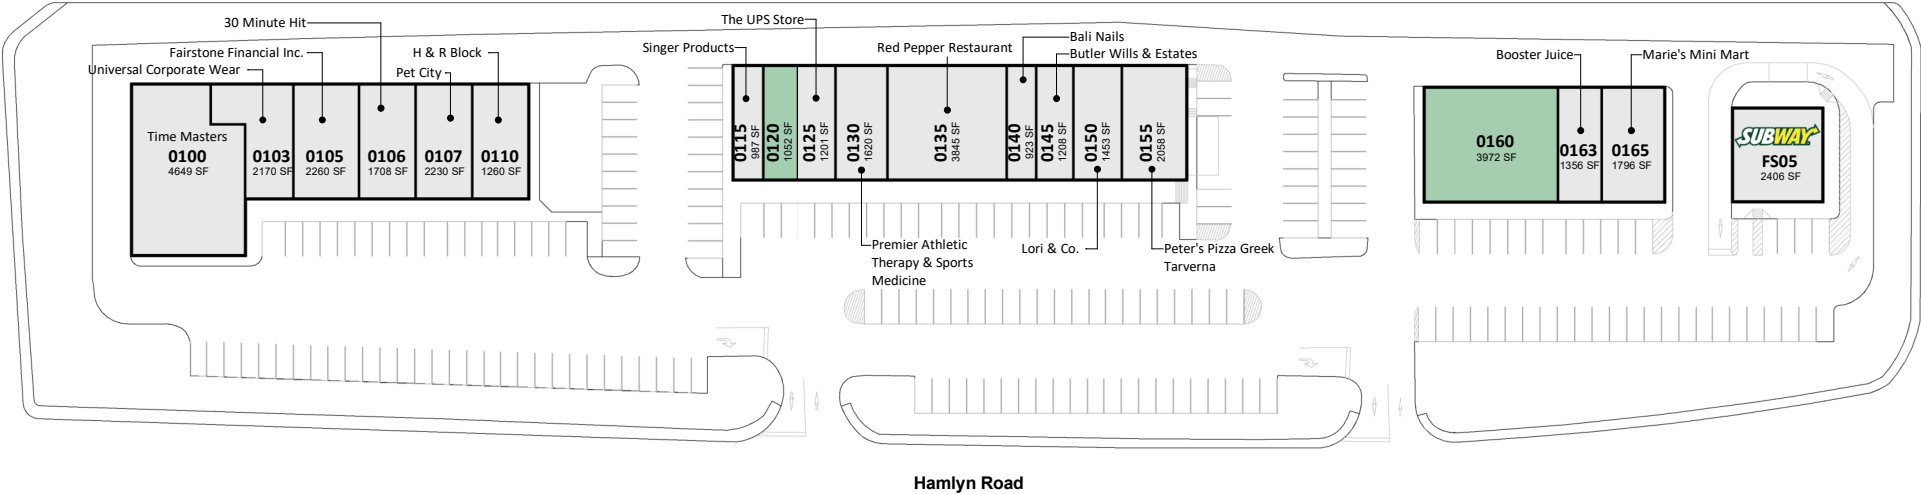 30 Minute Hit
Fairstone Financial Inc.
H & R Block
Universal Corporate Wear
Pet City
Time Masters
0100
4649 SF
0103
2170 SF
0105
2260 SF
0106
1708 SF
0107
2230 SF
0110
1260 SF
The UPS Store
Singer Products
Red Pepper Restaurant
Bali Nails
Butler Wills & Estates
0115
987 SF
0120
1052 SF
0125
1201 SF
0130
1620 SF
0135
3845 SF
0140
923 SF
0145
1208 SF
0150
1453 SF
0155
2058 SF
Premier Athletic
Therapy & Sports
Medicine
Lori & Co.
Peter's Pizza Greek
Tarverna
Booster Juice
Marie's Mini Mart
0160
3972 SF
0163
1356 SF
0165
1796 SF
SUBWAY
FS05
2406 SF
Hamlyn Road